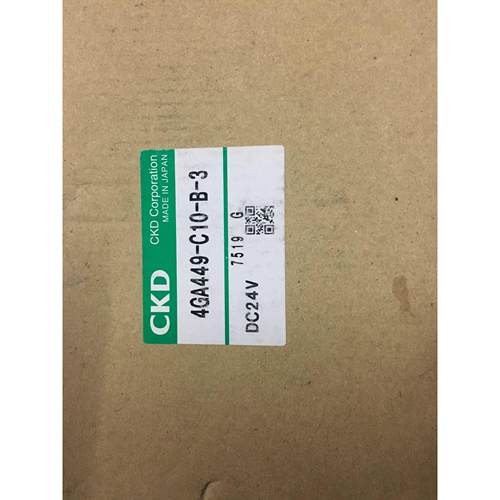 CKD CKD Corporation
MADE IN JAPAN
4GA449-C10-B-3
7519 G
DC24V